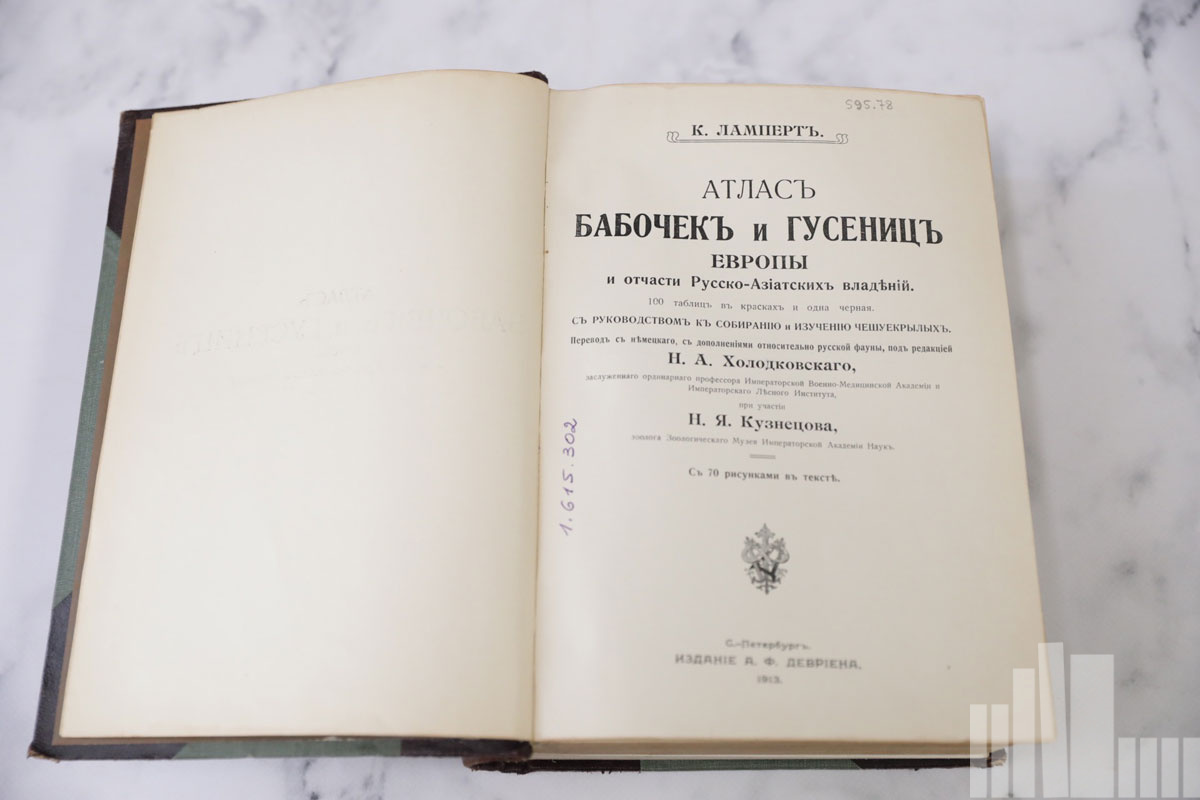 595.78
К. ЛАМПЕРТЪ.
АТЛАСЪ
БАБОЧЕКЪ и ГУСЕНИЦЪ
ЕВРОПЫ
и отчасти Русско-Азіатскихъ владѣній.
100 таблицъ въ краскахъ и одна черная.
СЪ РУКОВОДСТВОМЪ КЪ СОБИРАНІЮ и ИЗУЧЕНІЮ ЧЕШУЕКРЫЛЫХЪ.
Переводъ съ нѣмецкаго, съ дополненіями относительно русской фауны, подъ редакціей
Н. А. Холодковскаго,
заслуженнаго ординарнаго профессора Императорской Военно-Медицинской Академіи и
Императорскаго Лѣсного Института,
при участіи
Н. Я. Кузнецова,
зоолога Зоологическаго Музея Императорской Академіи Наукъ.
Съ 70 рисунками въ текстѣ.
1.615.302
С.-Петербургъ.
ИЗДАНІЕ А. Ф. ДЕВРІЕНА.
1913.